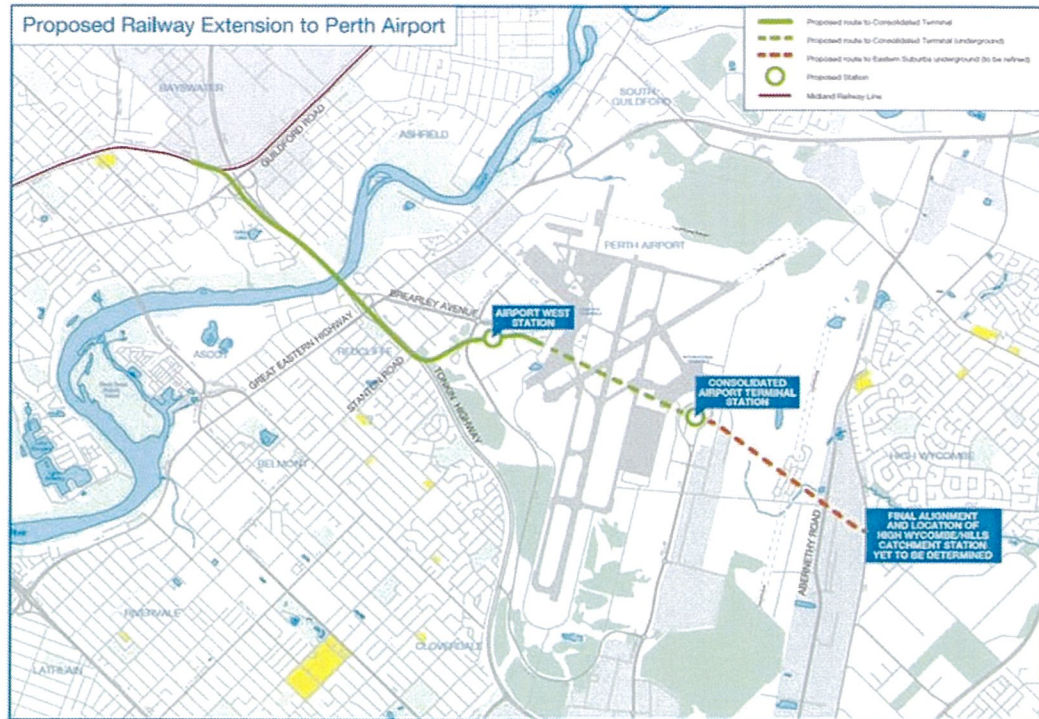 Proposed Railway Extension to Perth Airport
Proposed route to Consolidated Terminal
Proposed route to Consolidated Terminal (underground)
Proposed route to Eastern Suburbs underground (to be refined)
Proposed Station
Midland Railway Line
BAYSWATER
GUILDFORD ROAD
ASHFIELD
SOUTH
GUILDFORD
PERTH AIRPORT
BREARLEY AVENUE
AIRPORT WEST
STATION
ASCOT
GREAT EASTERN HIGHWAY
REDCLIFFE
STANTON ROAD
TONKIN HIGHWAY
CONSOLIDATED
AIRPORT TERMINAL
STATION
BELMONT
HIGH WYCOMBE
ABERNETHY ROAD
FINAL ALIGNMENT
AND LOCATION OF
HIGH WYCOMBE/HILLS
CATCHMENT STATION
YET TO BE DETERMINED
RIVERVALE
CLOVERDALE
LATHLAIN